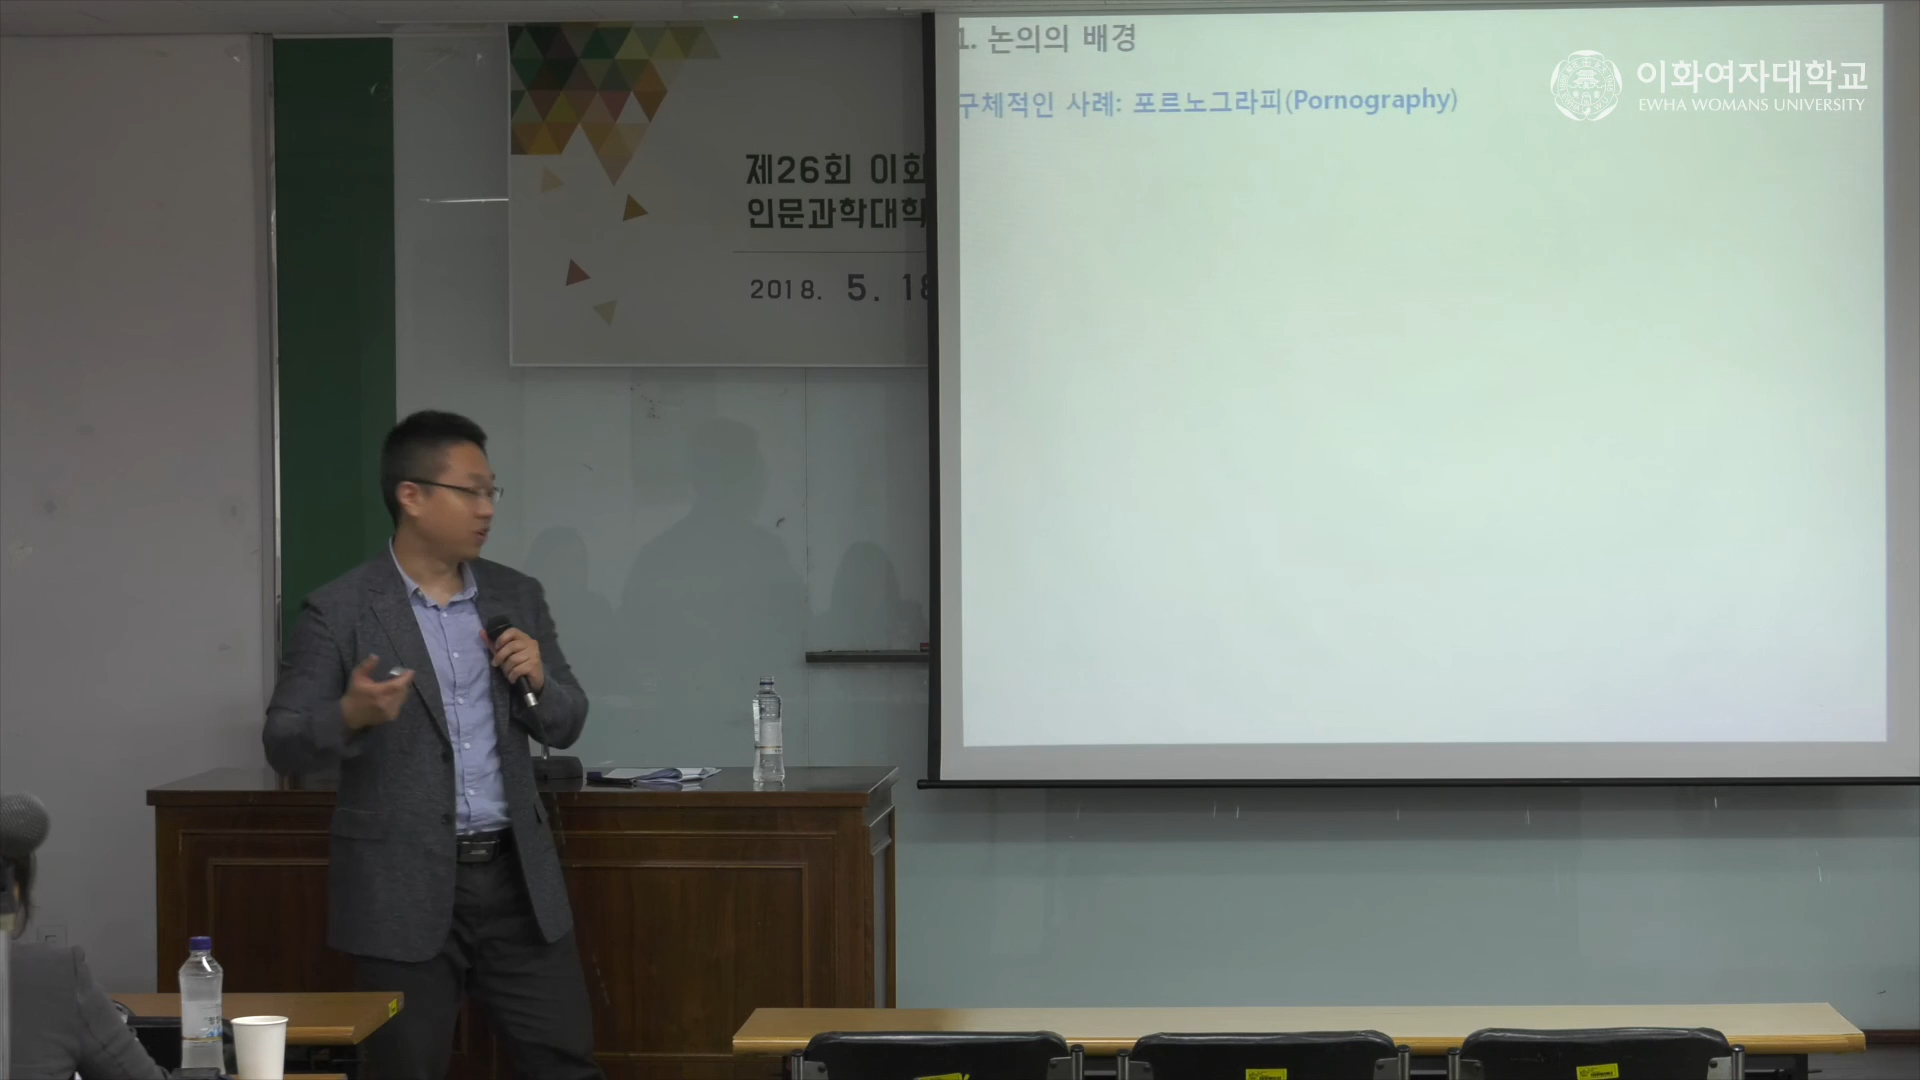 제26회 이화
인문과학대학
2018. 5. 18
1. 논의의 배경
구체적인 사례: 포르노그라피(Pornography)
이화여자대학교
EWHA WOMANS UNIVERSITY